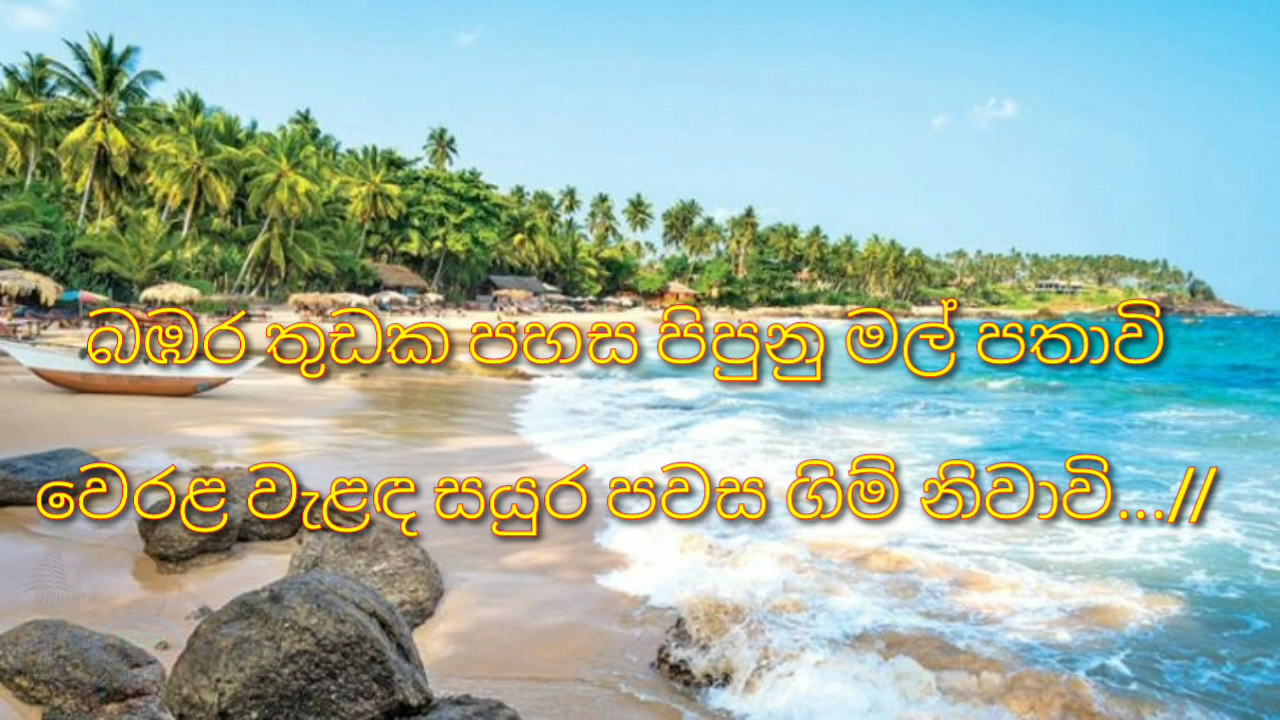 බඹර තුඩක පහස පිපුනු මල් පතාවි
වෙරළ වැළඳ සයුර පවස ගිම් නිවාවි...//